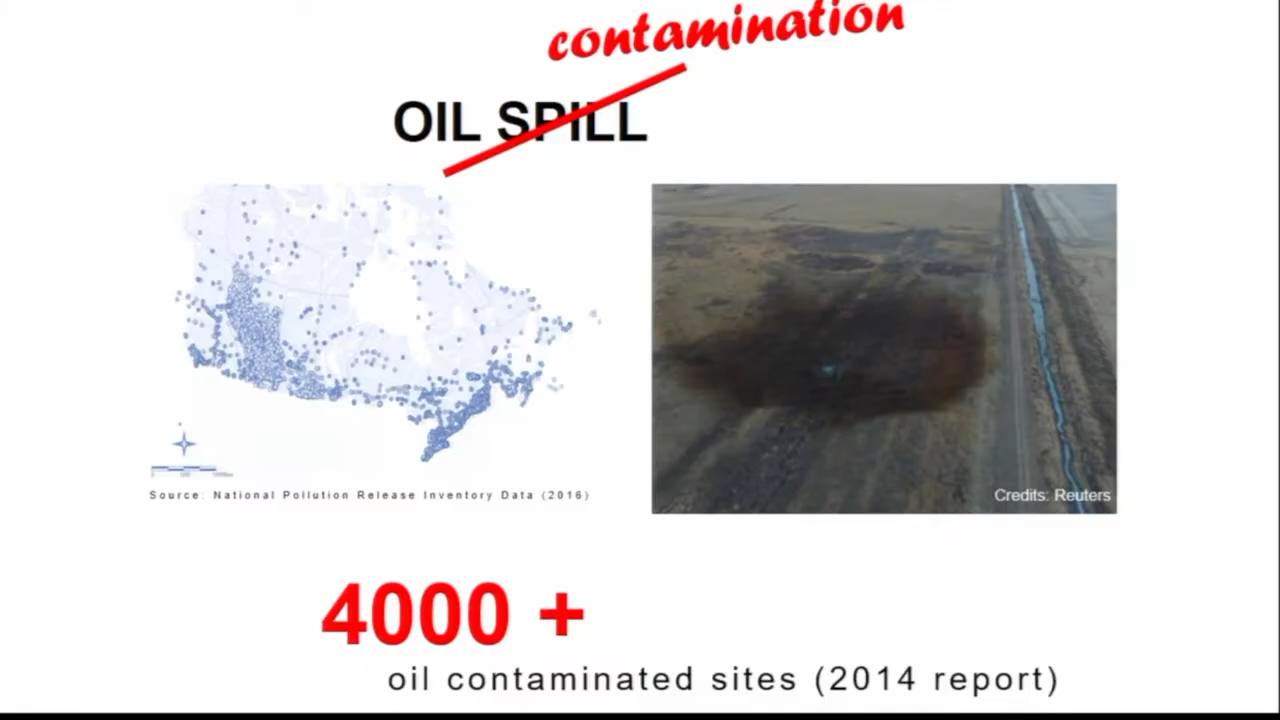 contamination
OIL SPILL
Source: National Pollution Release Inventory Data (2016)
Credits: Reuters
4000 +
oil contaminated sites (2014 report)